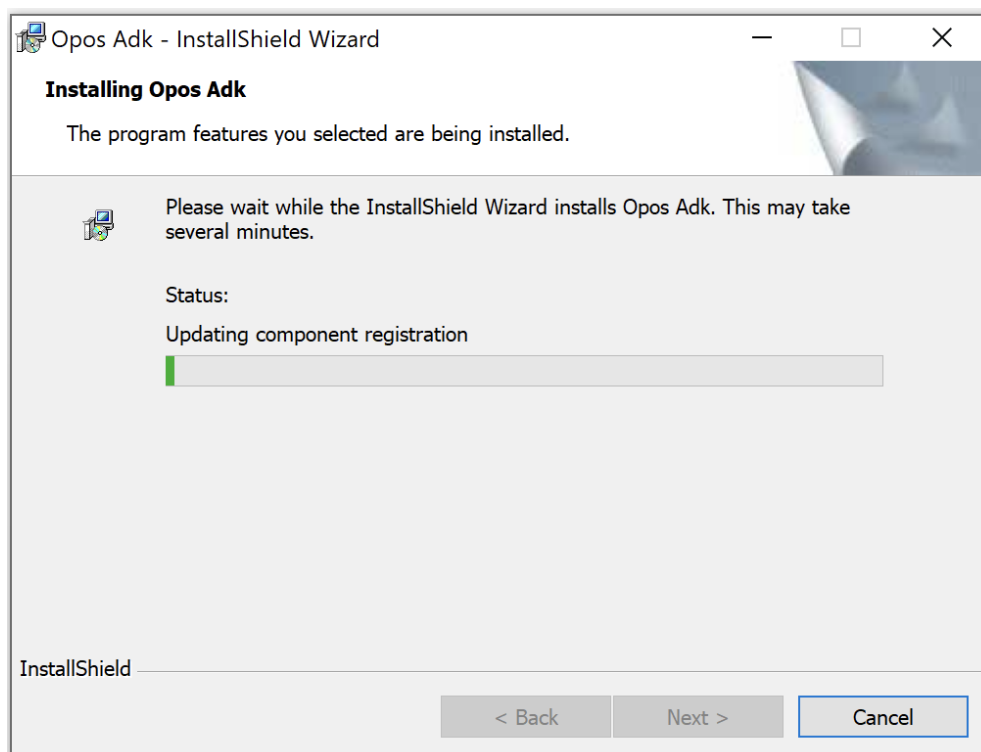 Opos Adk - InstallShield Wizard
Installing Opos Adk
The program features you selected are being installed.
Please wait while the InstallShield Wizard installs Opos Adk. This may take
several minutes.
Status:
Updating component registration
InstallShield
< Back
Next >
Cancel